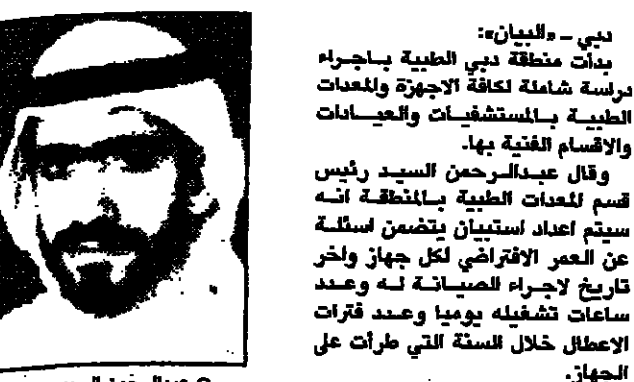 دبي ـ «البيان»:
بدأت منطقة دبي الطبية باجراء
دراسة شاملة لكافة الاجهزة والمعدات
الطبية بالمستشفيات والعيادات
والاقسام الفنية بها.
وقال عبدالرحمن السيد رئيس
قسم المعدات الطبية بالمنطقة انه
سيتم اعداد استبيان يتضمن اسئلة
عن العمر الافتراضي لكل جهاز واخر
تاريخ لاجراء الصيانة له وعدد
ساعات تشغيله يوميا وعدد فترات
الاعطال خلال السنة التي طرأت على
الجهاز.